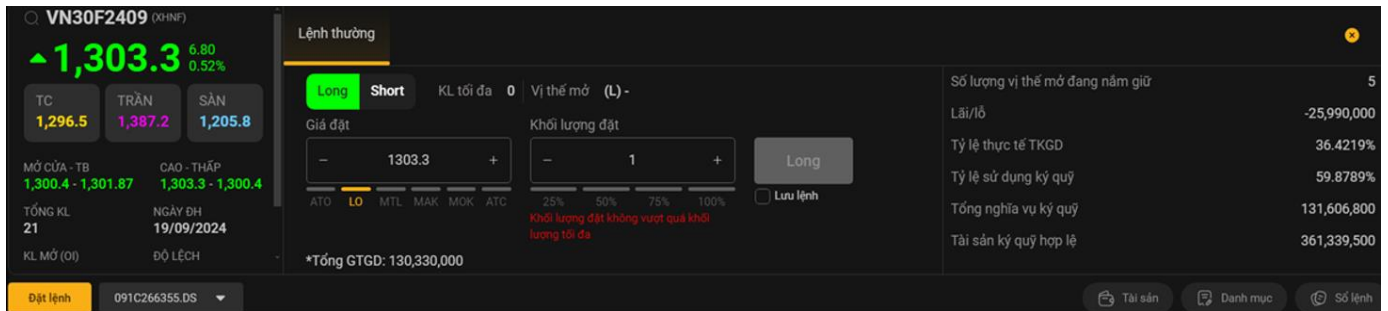 VN30F2409 (XHNF)
1,303.3 6.80
0.52%
TC TRẦN SÀN
1,296.5 1,387.2 1,205.8
MỞ CỬA - TB CAO - THẤP
1,300.4 - 1,301.87 1,303.3 - 1,300.4
TỔNG KL NGÀY ĐH
21 19/09/2024
KL MỞ (OI) ĐỘ LỆCH
Lệnh thường
Long Short KL tối đa 0 Vị thế mở (L) -
Giá đặt Khối lượng đặt
− 1303.3 + − 1 + Long
ATO LO MTL MAK MOK ATC 25% 50% 75% 100% Lưu lệnh
Khối lượng đặt không vượt quá khối
lượng tối đa
*Tổng GTGD: 130,330,000
Số lượng vị thế mở đang nắm giữ 5
Lãi/lỗ -25,990,000
Tỷ lệ thực tế TKGD 36.4219%
Tỷ lệ sử dụng ký quỹ 59.8789%
Tổng nghĩa vụ ký quỹ 131,606,800
Tài sản ký quỹ hợp lệ 361,339,500
Đặt lệnh 091C266355.DS Tài sản Danh mục Sổ lệnh